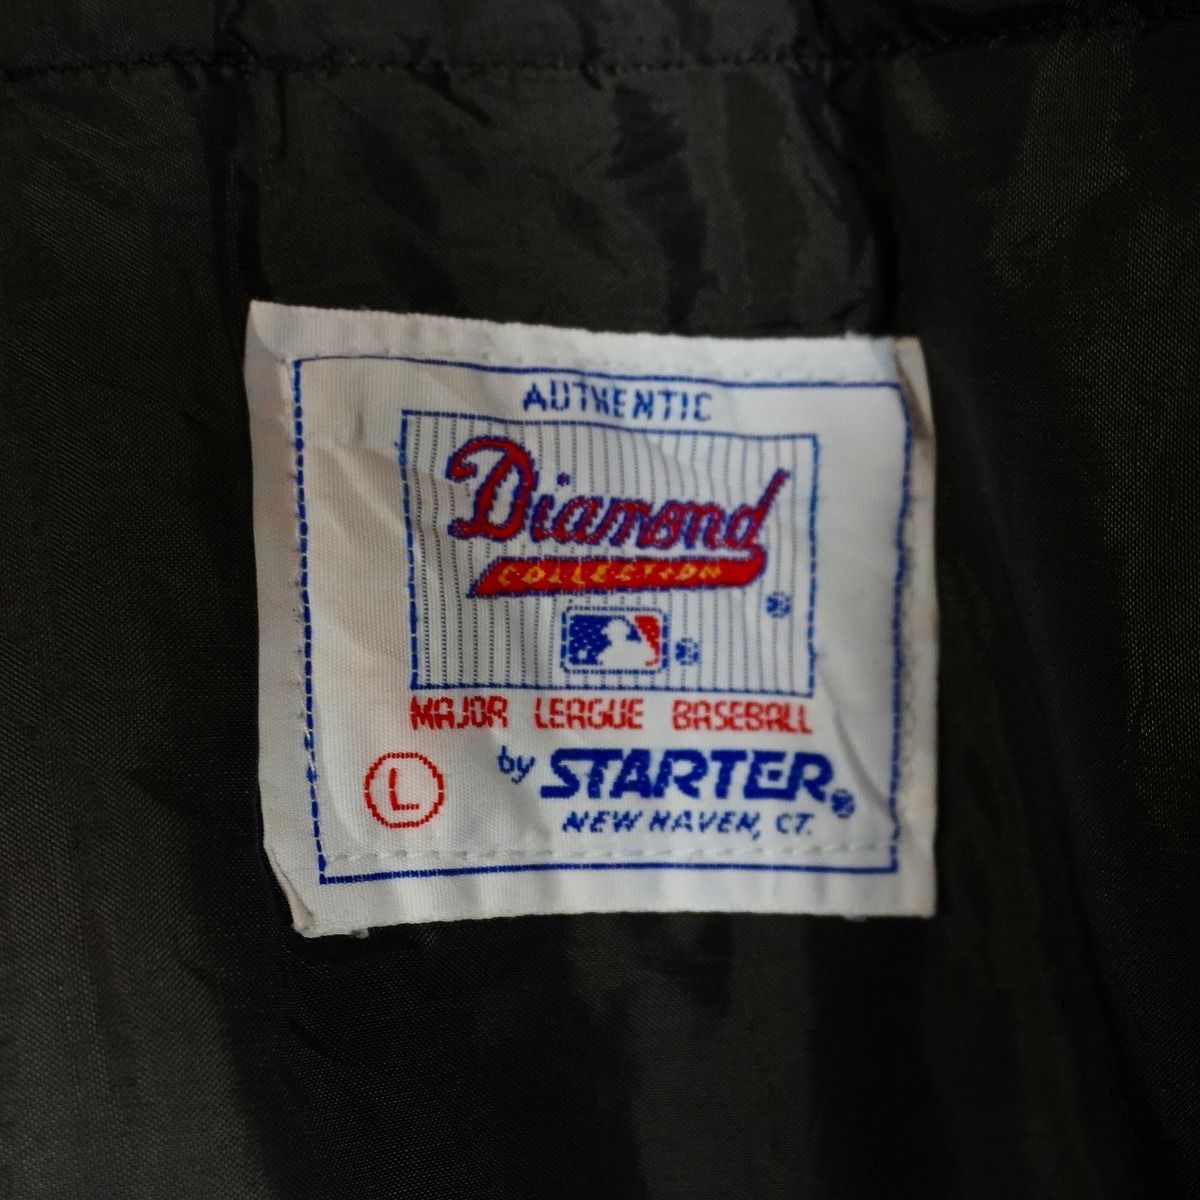 AUTHENTIC
Diamond
COLLECTION
®
®
MAJOR LEAGUE BASEBALL
L
by STARTER®
NEW HAVEN, CT.